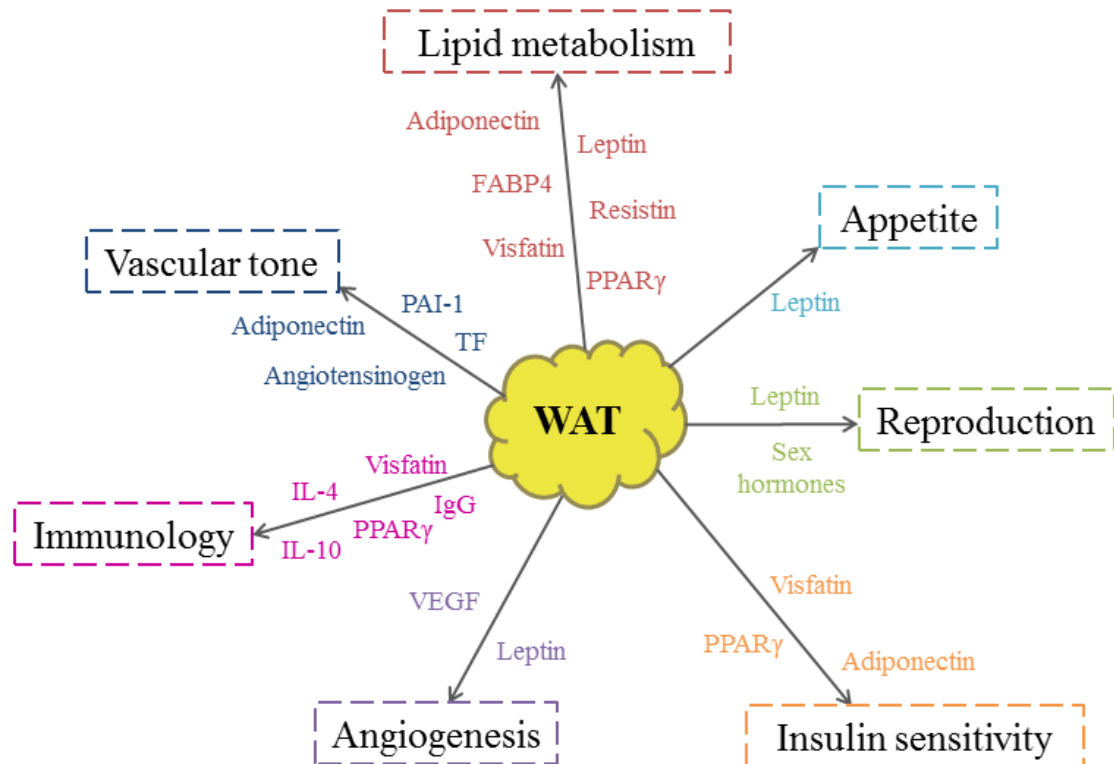 Lipid metabolism
Adiponectin
Leptin
FABP4
Resistin
Visfatin
PPARγ
Appetite
Leptin
Vascular tone
PAI-1
Adiponectin
TF
Angiotensinogen
WAT
Leptin
Reproduction
Sex
hormones
Visfatin
IL-4
IgG
PPARγ
IL-10
Immunology
VEGF
Leptin
Angiogenesis
Visfatin
PPARγ
Adiponectin
Insulin sensitivity